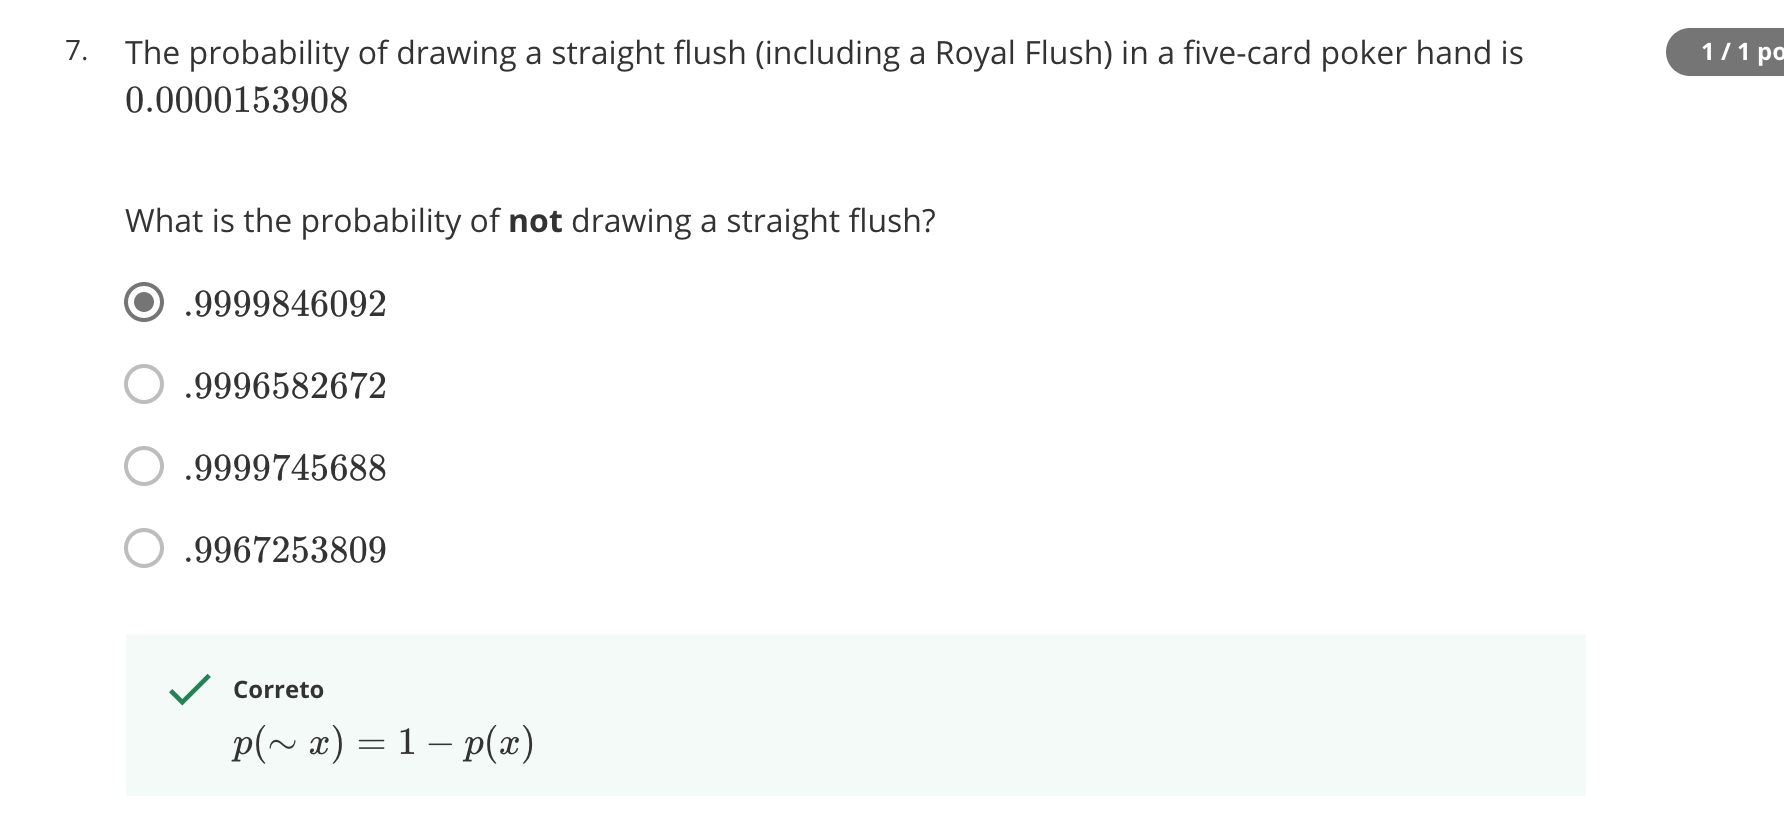 7. The probability of drawing a straight flush (including a Royal Flush) in a five-card poker hand is
1 / 1 po
0.0000153908
What is the probability of not drawing a straight flush?
.9999846092
.9996582672
.9999745688
.9967253809
Correto
p(∼ x) = 1 − p(x)